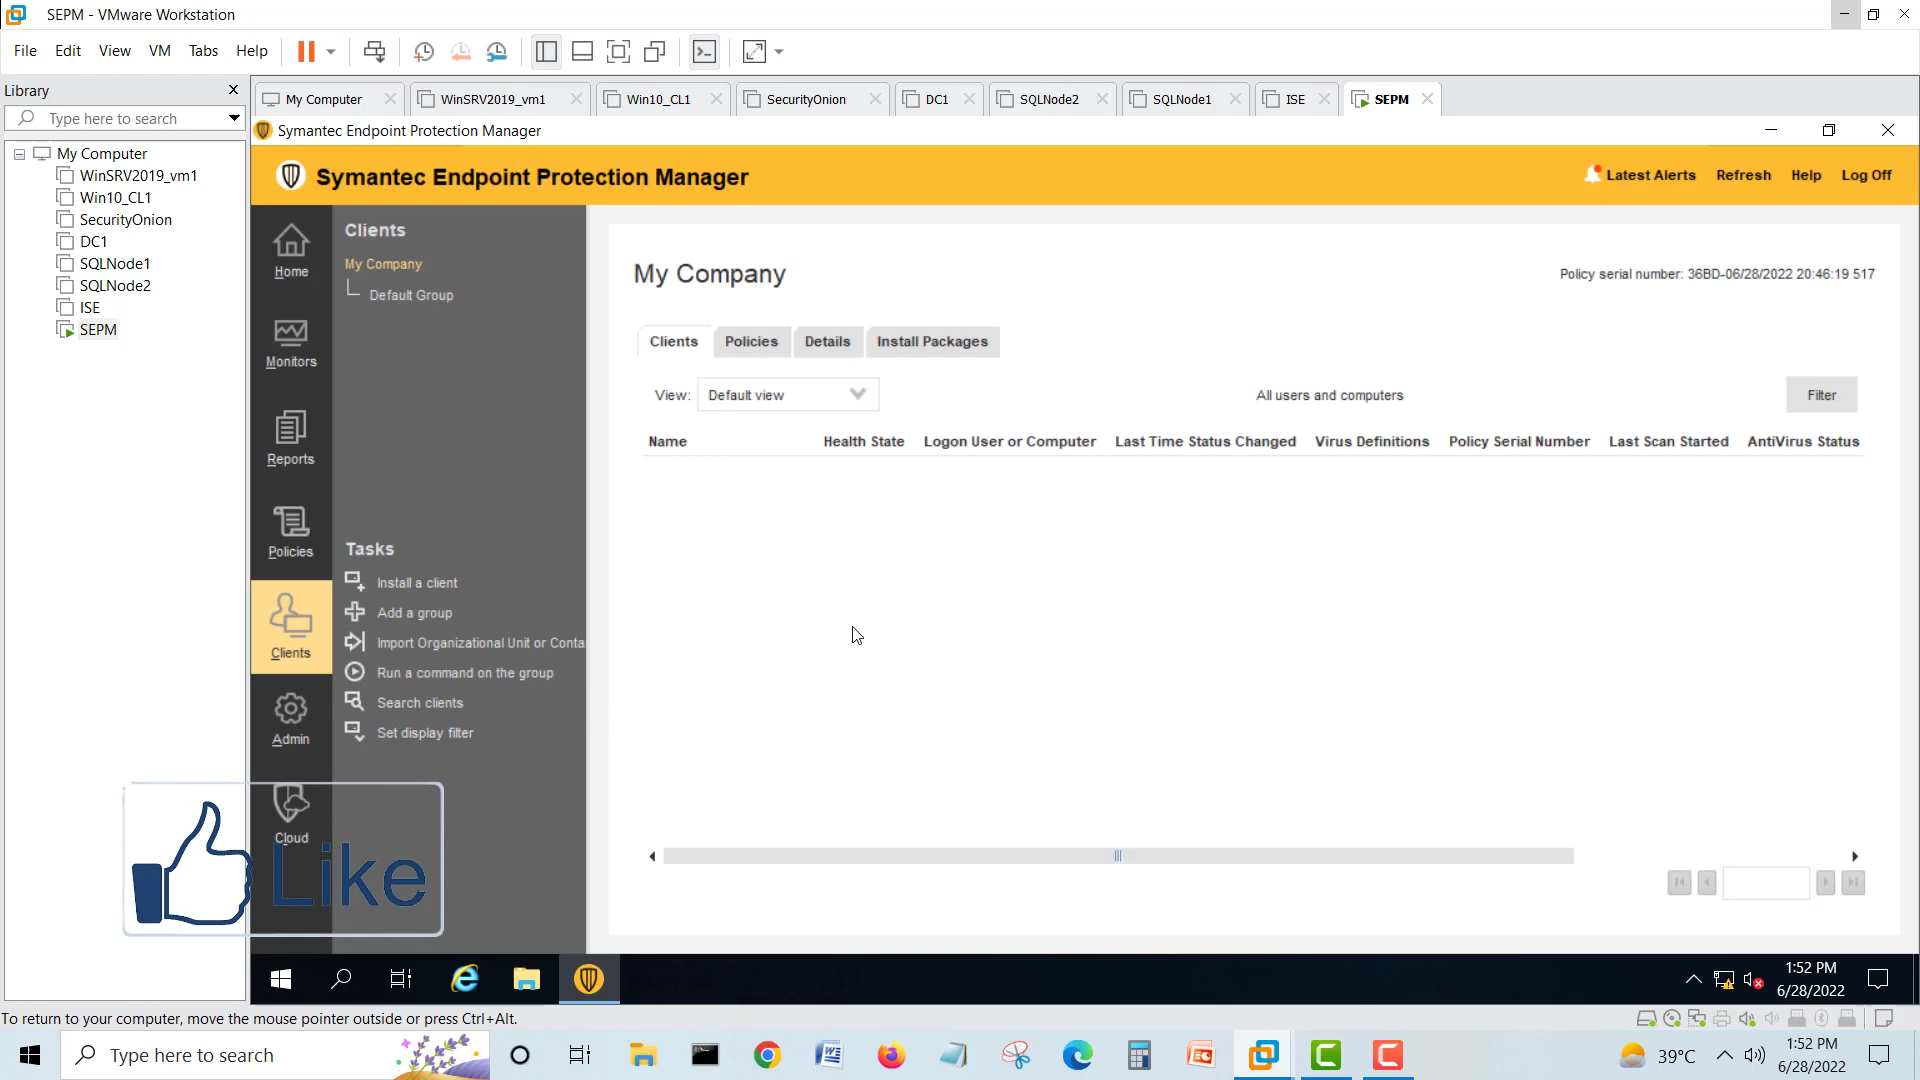 SEPM - VMware Workstation
File Edit View VM Tabs Help
Library
Type here to search
My Computer
WinSRV2019_vm1
Win10_CL1
SecurityOnion
DC1
SQLNode1
SQLNode2
ISE
SEPM
My Computer WinSRV2019_vm1 Win10_CL1 SecurityOnion DC1 SQLNode2 SQLNode1 ISE SEPM
Symantec Endpoint Protection Manager
Symantec Endpoint Protection Manager
Latest Alerts Refresh Help Log Off
Home
Monitors
Reports
Policies
Clients
Admin
Cloud
Clients
My Company
Default Group
Tasks
Install a client
Add a group
Import Organizational Unit or Conta
Run a command on the group
Search clients
Set display filter
My Company
Policy serial number: 36BD-06/28/2022 20:46:19 517
Clients Policies Details Install Packages
View: Default view All users and computers Filter
Name Health State Logon User or Computer Last Time Status Changed Virus Definitions Policy Serial Number Last Scan Started AntiVirus Status
Like
1:52 PM
6/28/2022
To return to your computer, move the mouse pointer outside or press Ctrl+Alt.
Type here to search
39°C
1:52 PM
6/28/2022